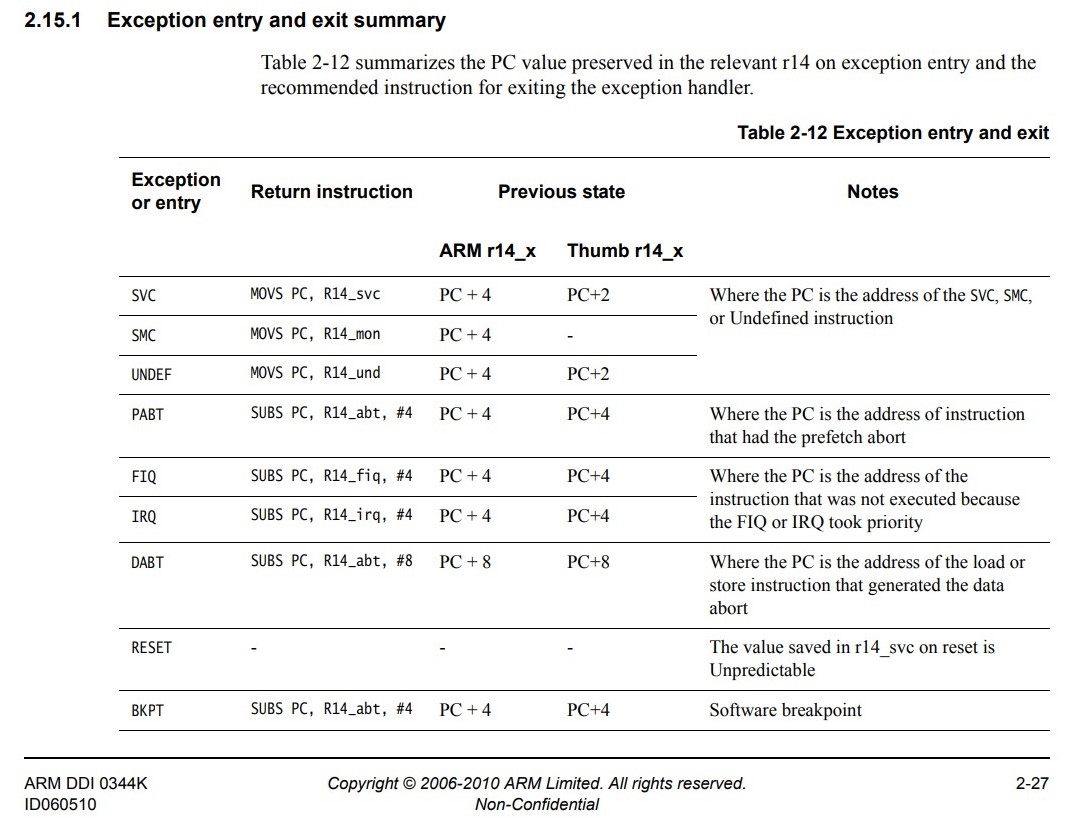 2.15.1 Exception entry and exit summary
Table 2-12 summarizes the PC value preserved in the relevant r14 on exception entry and the
recommended instruction for exiting the exception handler.
Table 2-12 Exception entry and exit
Exception
or entry
Return instruction
Previous state
Notes
ARM r14_x Thumb r14_x
SVC MOVS PC, R14_svc PC + 4 PC+2 Where the PC is the address of the SVC, SMC,
or Undefined instruction
SMC MOVS PC, R14_mon PC + 4 -
UNDEF MOVS PC, R14_und PC + 4 PC+2
PABT SUBS PC, R14_abt, #4 PC + 4 PC+4 Where the PC is the address of instruction
that had the prefetch abort
FIQ SUBS PC, R14_fiq, #4 PC + 4 PC+4 Where the PC is the address of the
instruction that was not executed because
IRQ SUBS PC, R14_irq, #4 PC + 4 PC+4 the FIQ or IRQ took priority
DABT SUBS PC, R14_abt, #8 PC + 8 PC+8 Where the PC is the address of the load or
store instruction that generated the data
abort
RESET - - - The value saved in r14_svc on reset is
Unpredictable
BKPT SUBS PC, R14_abt, #4 PC + 4 PC+4 Software breakpoint
ARM DDI 0344K Copyright © 2006-2010 ARM Limited. All rights reserved. 2-27
ID060510 Non-Confidential